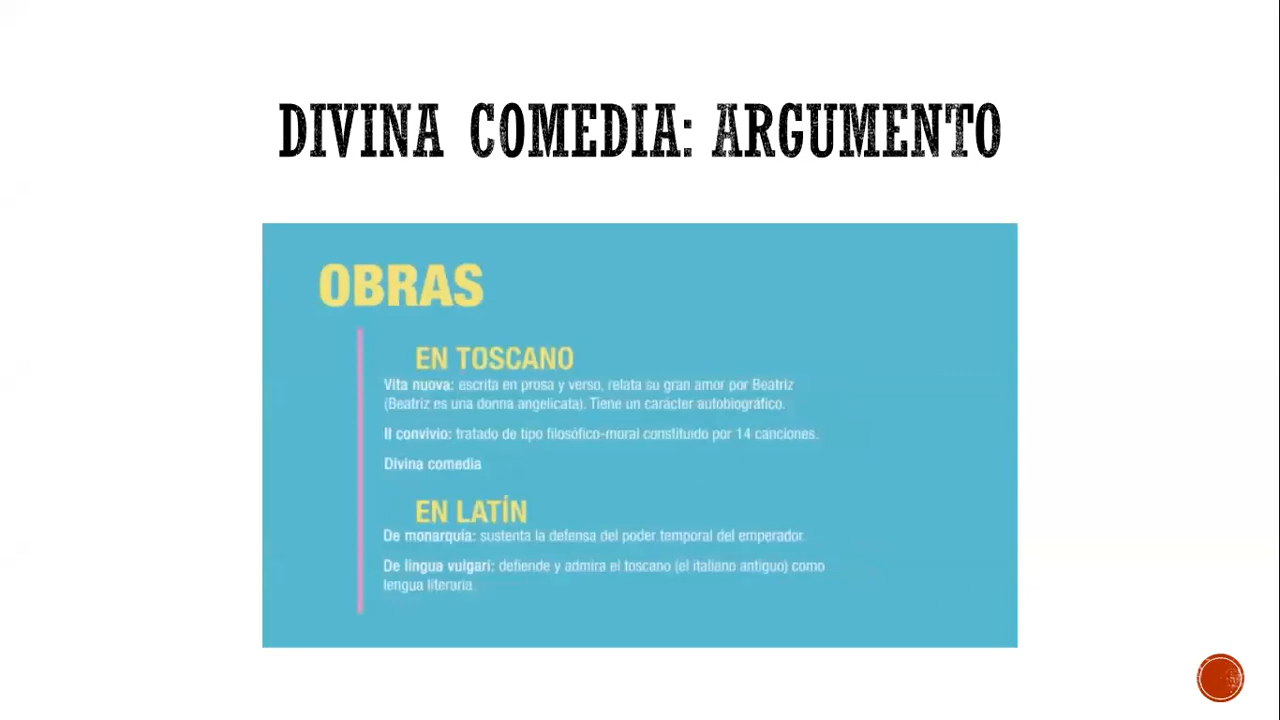 DIVINA COMEDIA: ARGUMENTO
OBRAS
EN TOSCANO
Vita nuova: escrita en prosa y verso, relata su gran amor por Beatriz
(Beatriz es una donna angelicata). Tiene un carácter autobiográfico.
Il convivio: tratado de tipo filosófico-moral constituido por 14 canciones.
Divina comedia
EN LATÍN
De monarquía: sustenta la defensa del poder temporal del emperador.
De lingua vulgari: defiende y admira el toscano (el italiano antiguo) como
lengua literaria.